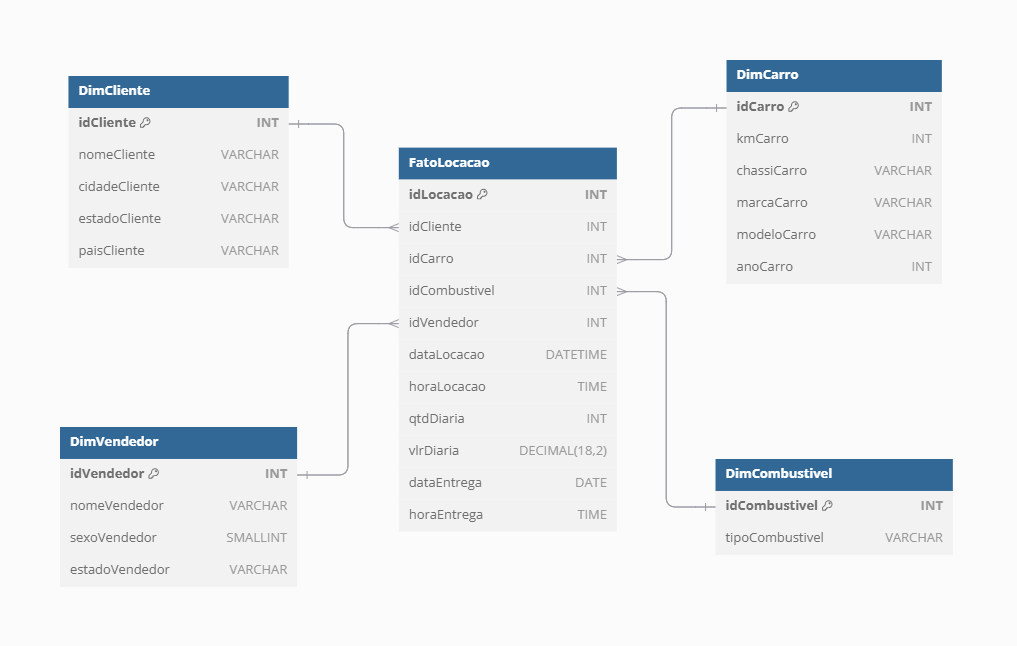 DimCliente
idCliente INT
nomeCliente VARCHAR
cidadeCliente VARCHAR
estadoCliente VARCHAR
paisCliente VARCHAR
FatoLocacao
idLocacao INT
idCliente INT
idCarro INT
idCombustivel INT
idVendedor INT
dataLocacao DATETIME
horaLocacao TIME
qtdDiaria INT
vlrDiaria DECIMAL(18,2)
dataEntrega DATE
horaEntrega TIME
DimCarro
idCarro INT
kmCarro INT
chassiCarro VARCHAR
marcaCarro VARCHAR
modeloCarro VARCHAR
anoCarro INT
DimVendedor
idVendedor INT
nomeVendedor VARCHAR
sexoVendedor SMALLINT
estadoVendedor VARCHAR
DimCombustivel
idCombustivel INT
tipoCombustivel VARCHAR